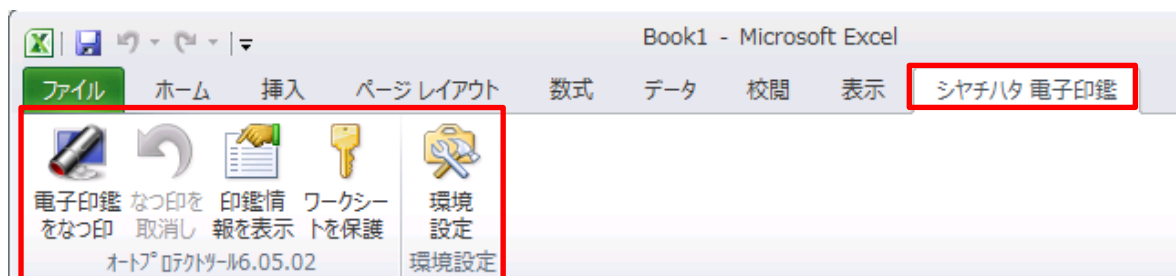 Book1 - Microsoft Excel
ファイル ホーム 挿入 ページ レイアウト 数式 データ 校閲 表示 シヤチハタ 電子印鑑
電子印鑑 なつ印を 印鑑情 ワークシー 環境
をなつ印 取消し 報を表示 トを保護 設定
オートプロテクトツール6.05.02 環境設定